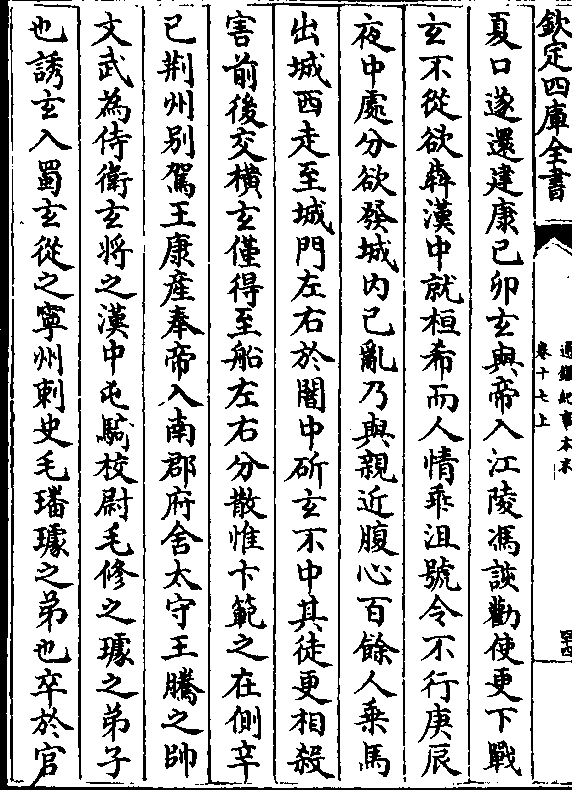 欽定四庫全書
通鑑紀事本末
卷十七上
四十四
夏口遂還建康己卯玄與帝入江陵馮該勸使更下戰
玄不從欲奔漢中就桓希而人情乖沮號令不行庚辰
夜中處分欲發城内已亂乃與親近腹心百餘人乗馬
出城西走至城門左右於闇中斫玄不中其徒更相殺
害前後交橫玄僅得至船左右分散惟卞範之在側辛
已荆州别駕王康産奉帝入南郡府舍太守王騰之帥
文武為侍衛玄將之漢中屯騎校尉毛修之璩之弟子
也誘玄入蜀玄從之寧州刺史毛璠璩之弟也卒於官